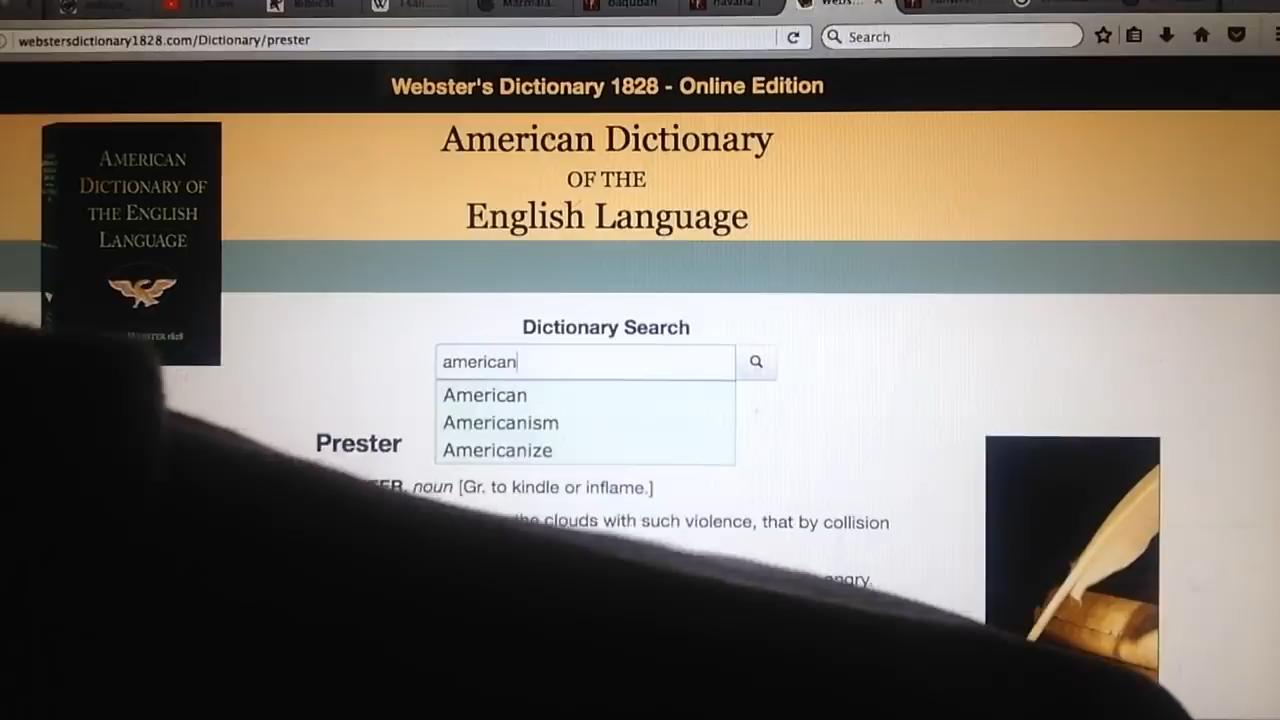 webstersdictionary1828.com/Dictionary/prester
Search
Webster's Dictionary 1828 - Online Edition
American Dictionary
OF THE
English Language
AMERICAN
DICTIONARY OF
THE ENGLISH
LANGUAGE
WEBSTER 1828
Dictionary Search
american
American
Americanism
Americanize
Prester
noun [Gr. to kindle or inflame.]
the clouds with such violence, that by collision